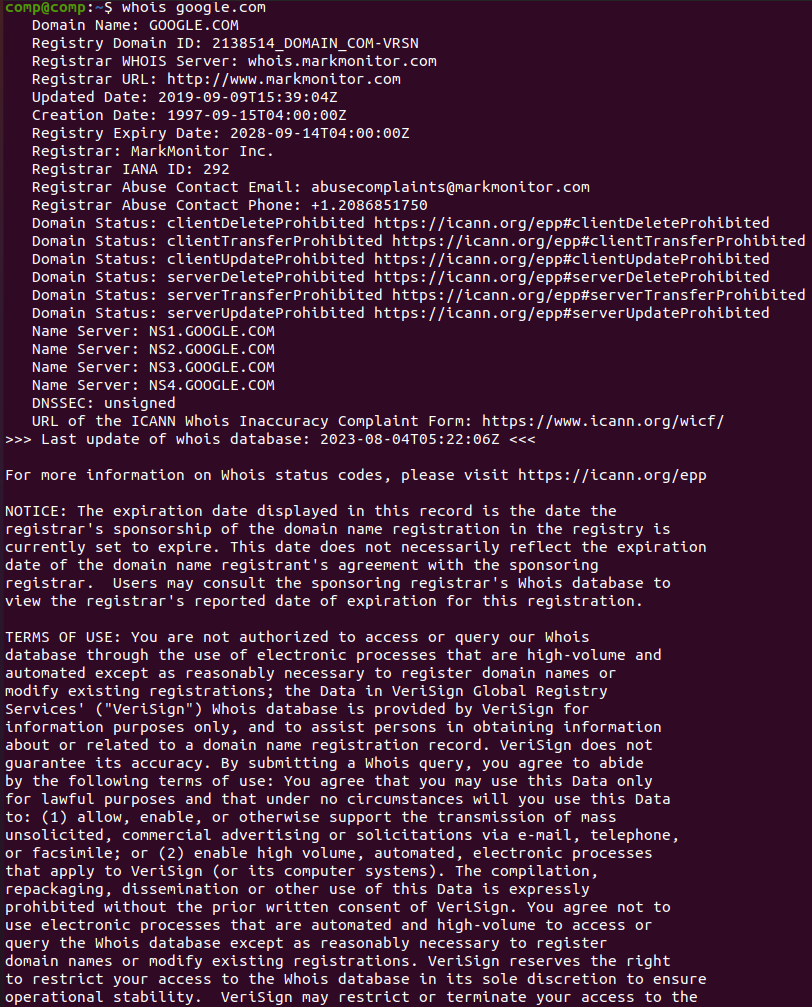 comp@comp:~$ whois google.com
   Domain Name: GOOGLE.COM
   Registry Domain ID: 2138514_DOMAIN_COM-VRSN
   Registrar WHOIS Server: whois.markmonitor.com
   Registrar URL: http://www.markmonitor.com
   Updated Date: 2019-09-09T15:39:04Z
   Creation Date: 1997-09-15T04:00:00Z
   Registry Expiry Date: 2028-09-14T04:00:00Z
   Registrar: MarkMonitor Inc.
   Registrar IANA ID: 292
   Registrar Abuse Contact Email: abusecomplaints@markmonitor.com
   Registrar Abuse Contact Phone: +1.2086851750
   Domain Status: clientDeleteProhibited https://icann.org/epp#clientDeleteProhibited
   Domain Status: clientTransferProhibited https://icann.org/epp#clientTransferProhibited
   Domain Status: clientUpdateProhibited https://icann.org/epp#clientUpdateProhibited
   Domain Status: serverDeleteProhibited https://icann.org/epp#serverDeleteProhibited
   Domain Status: serverTransferProhibited https://icann.org/epp#serverTransferProhibited
   Domain Status: serverUpdateProhibited https://icann.org/epp#serverUpdateProhibited
   Name Server: NS1.GOOGLE.COM
   Name Server: NS2.GOOGLE.COM
   Name Server: NS3.GOOGLE.COM
   Name Server: NS4.GOOGLE.COM
   DNSSEC: unsigned
   URL of the ICANN Whois Inaccuracy Complaint Form: https://www.icann.org/wicf/
>>> Last update of whois database: 2023-08-04T05:22:06Z <<<

For more information on Whois status codes, please visit https://icann.org/epp

NOTICE: The expiration date displayed in this record is the date the
registrar's sponsorship of the domain name registration in the registry is
currently set to expire. This date does not necessarily reflect the expiration
date of the domain name registrant's agreement with the sponsoring
registrar.  Users may consult the sponsoring registrar's Whois database to
view the registrar's reported date of expiration for this registration.

TERMS OF USE: You are not authorized to access or query our Whois
database through the use of electronic processes that are high-volume and
automated except as reasonably necessary to register domain names or
modify existing registrations; the Data in VeriSign Global Registry
Services' ("VeriSign") Whois database is provided by VeriSign for
information purposes only, and to assist persons in obtaining information
about or related to a domain name registration record. VeriSign does not
guarantee its accuracy. By submitting a Whois query, you agree to abide
by the following terms of use: You agree that you may use this Data only
for lawful purposes and that under no circumstances will you use this Data
to: (1) allow, enable, or otherwise support the transmission of mass
unsolicited, commercial advertising or solicitations via e-mail, telephone,
or facsimile; or (2) enable high volume, automated, electronic processes
that apply to VeriSign (or its computer systems). The compilation,
repackaging, dissemination or other use of this Data is expressly
prohibited without the prior written consent of VeriSign. You agree not to
use electronic processes that are automated and high-volume to access or
query the Whois database except as reasonably necessary to register
domain names or modify existing registrations. VeriSign reserves the right
to restrict your access to the Whois database in its sole discretion to ensure
operational stability.  VeriSign may restrict or terminate your access to the